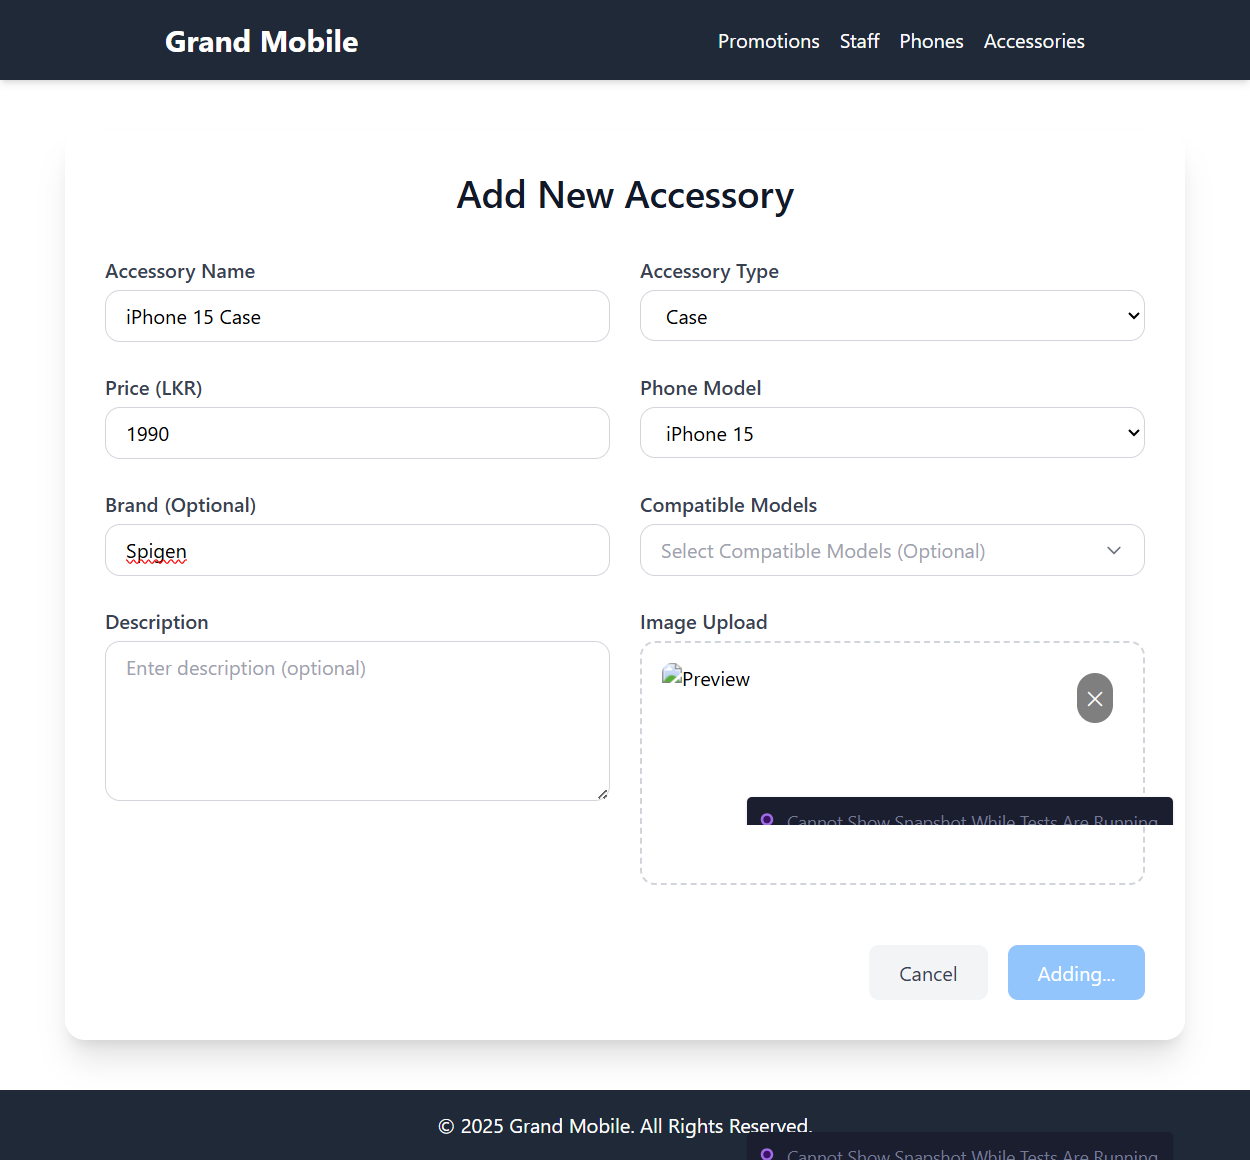 Grand Mobile
Promotions Staff Phones Accessories
Add New Accessory
Accessory Name
iPhone 15 Case
Accessory Type
Case
Price (LKR)
1990
Phone Model
iPhone 15
Brand (Optional)
Spigen
Compatible Models
Select Compatible Models (Optional)
Description
Enter description (optional)
Image Upload
Preview
Cannot Show Snapshot While Tests Are Running
Cancel
Adding...
© 2025 Grand Mobile. All Rights Reserved.
Cannot Show Snapshot While Tests Are Running